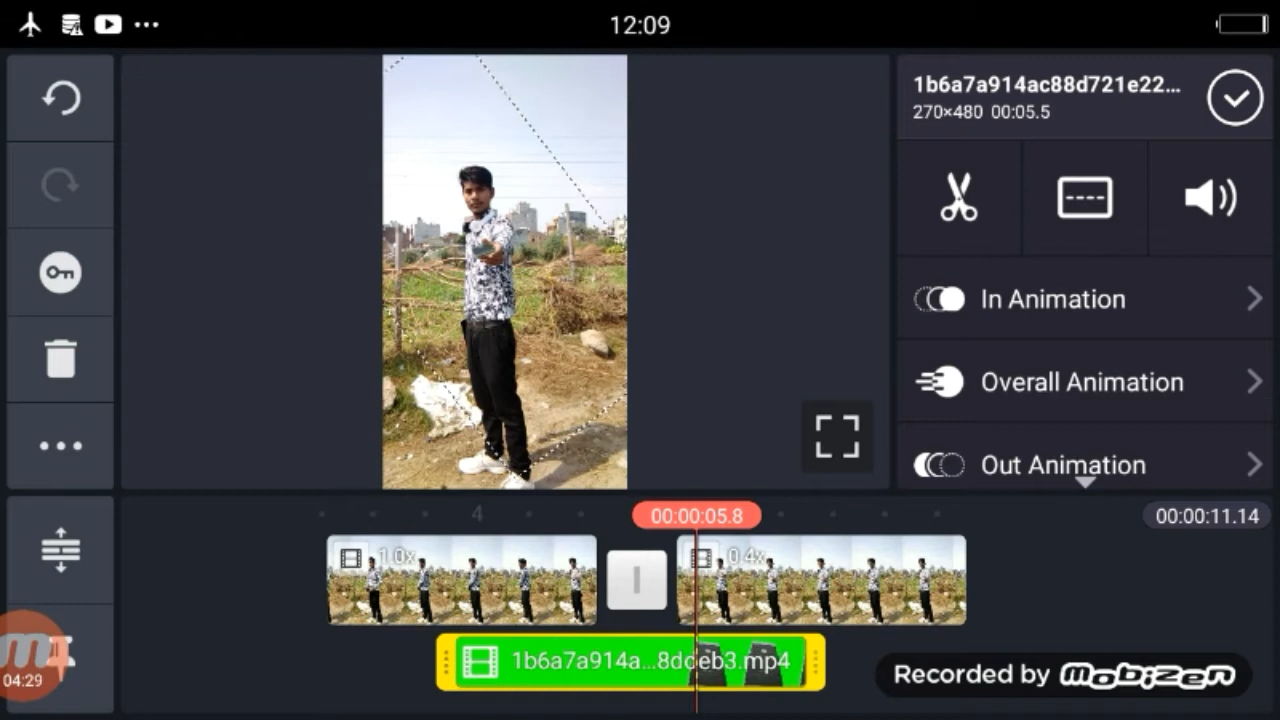 12:09
1b6a7a914ac88d721e22...
270×480 00:05.5
In Animation
Overall Animation
Out Animation
4
00:00:05.8
00:00:11.14
1.0x
0.4x
1b6a7a914a...8ddeb3.mp4
04:29
Recorded by mobizen